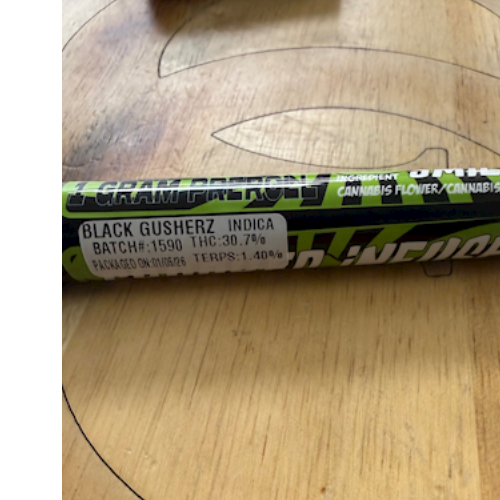 1 GRAM PREROLL
INGREDIENT
CANNABIS FLOWER/CANNABIS
BLACK GUSHERZ INDICA
BATCH#:1590 THC:30.7%
PACKAGED ON:01/06/26 TERPS:1.40%